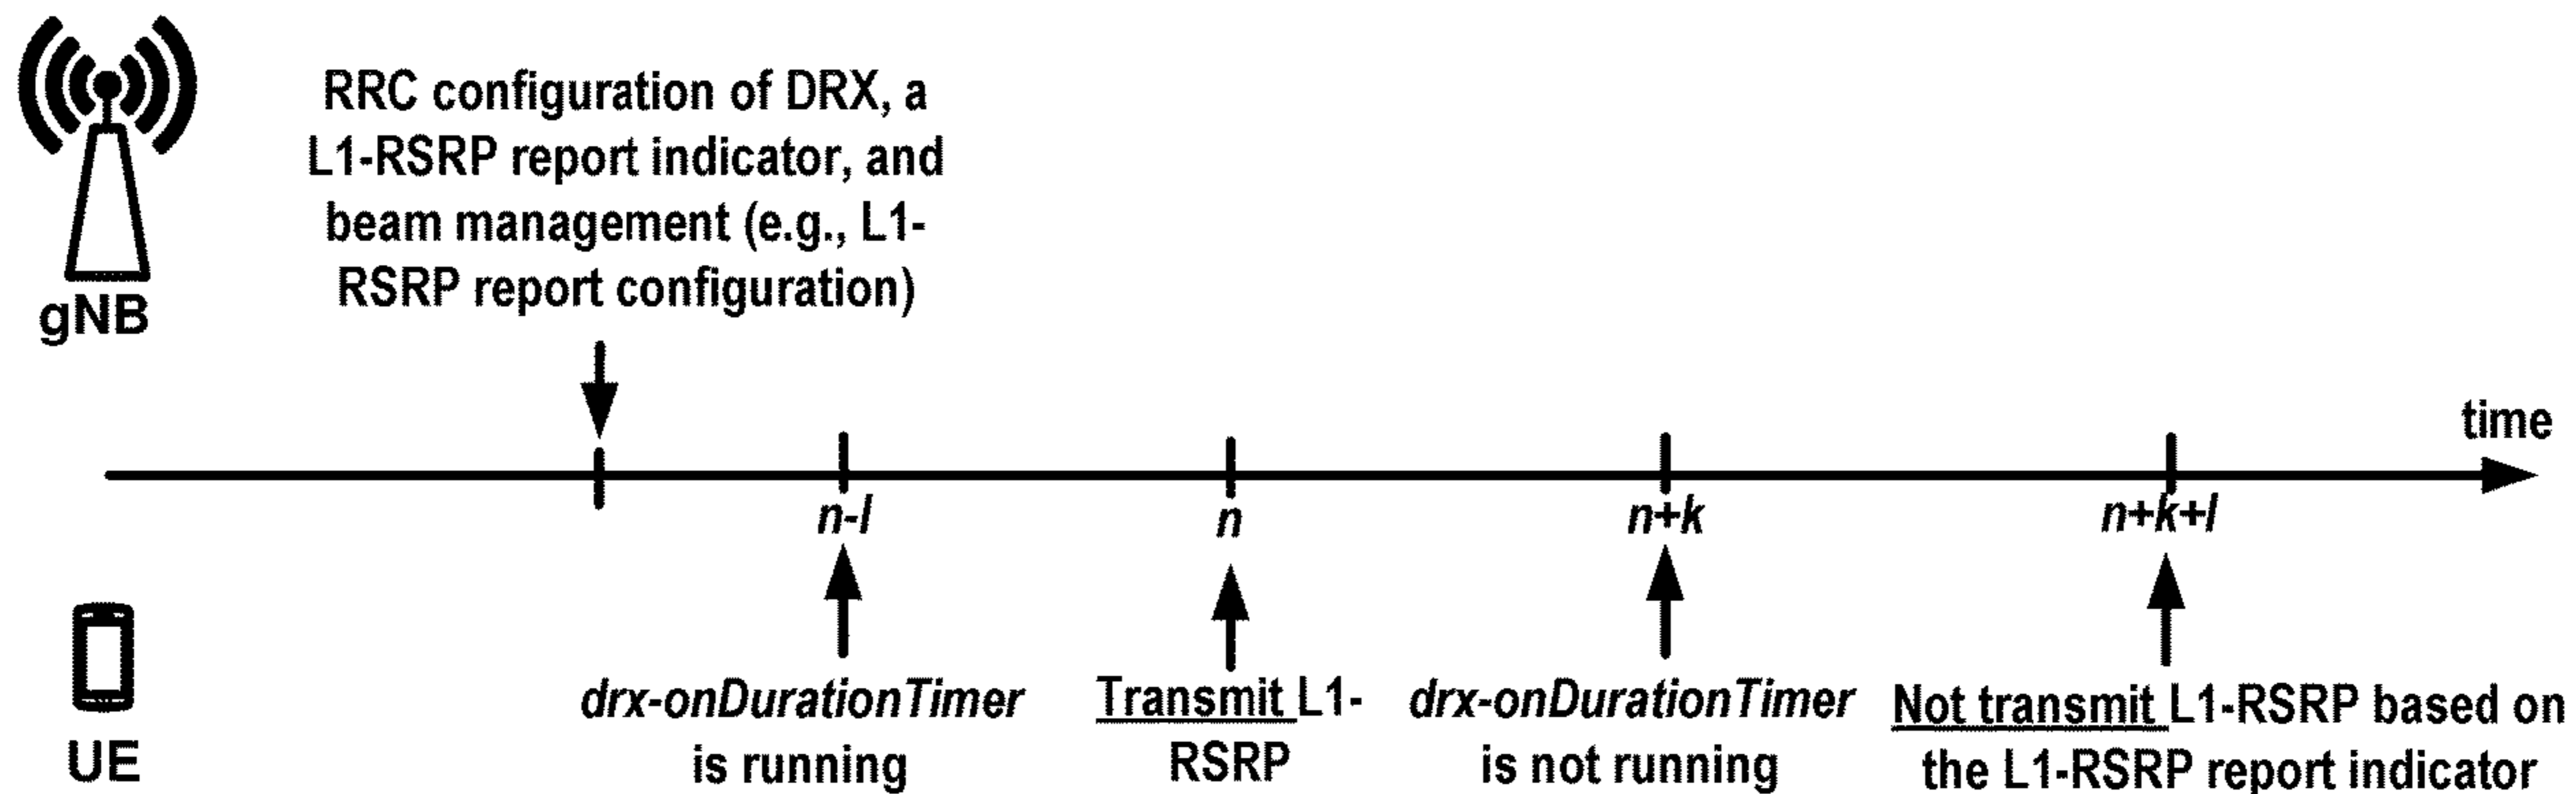 RRC configuration of DRX, a
L1-RSRP report indicator, and
beam management (e.g., L1-
RSRP report configuration)
gNB
time
n-l
n
n+k
n+k+l
drx-onDurationTimer
is running
Transmit L1-
RSRP
drx-onDurationTimer
is not running
Not transmit L1-RSRP based on
the L1-RSRP report indicator
UE